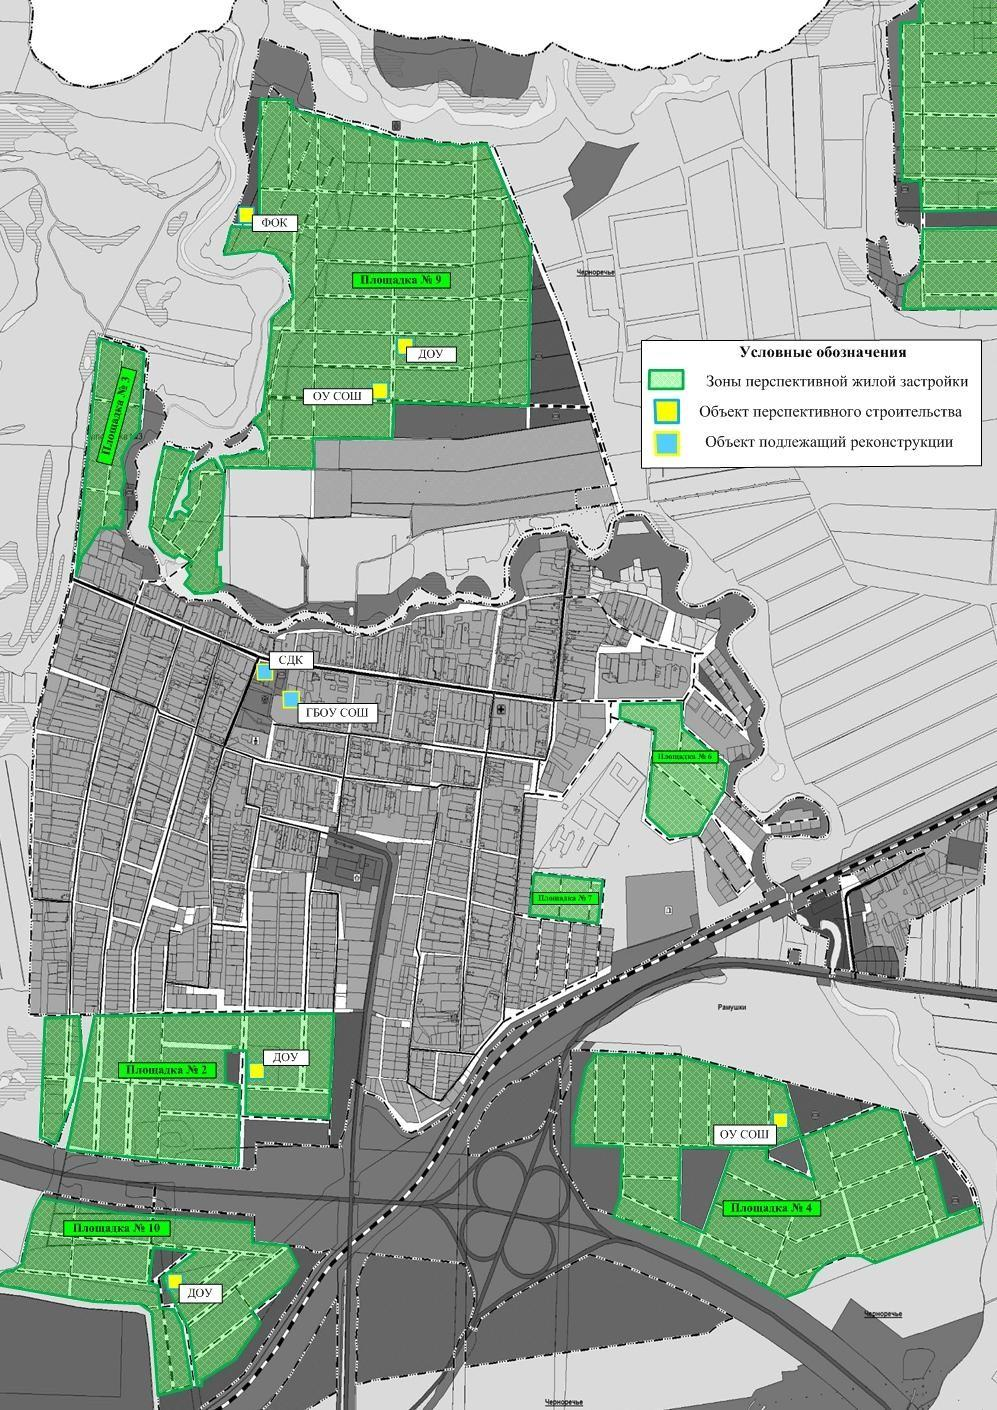 ФОК
Площадка № 9
Черноречье
ДОУ
ОУ СОШ
Условные обозначения
Зоны перспективной жилой застройки
Объект перспективного строительства
Объект подлежащий реконструкции
Площадка № 3
СДК
ГБОУ СОШ
Площадка № 6
Площадка № 7
Рамушки
ДОУ
Площадка № 2
ОУ СОШ
Площадка № 4
Площадка № 10
ДОУ
Черноречье
Черноречье